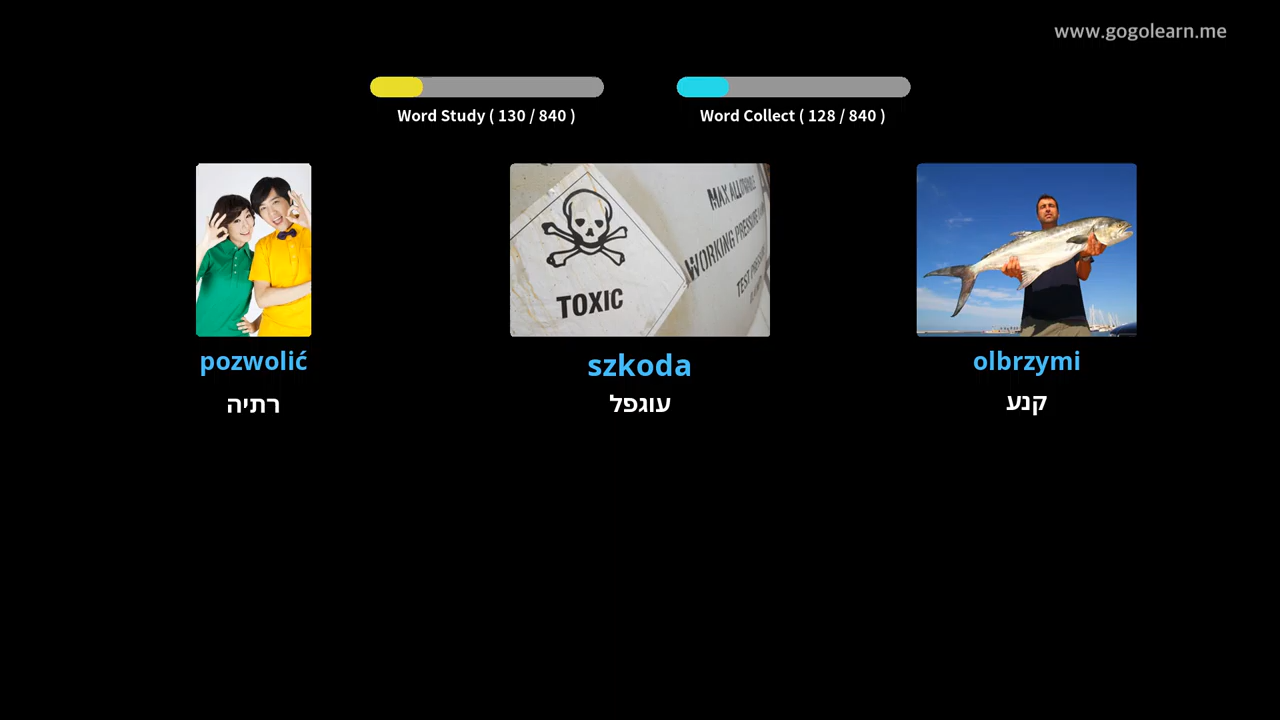 www.gogolearn.me
Word Study ( 130 / 840 )
Word Collect ( 128 / 840 )
TOXIC
MAX ALLOWABLE
WORKING PRESSURE
TEST
pozwolić
רתיה
szkoda
עוגפל
olbrzymi
קנע